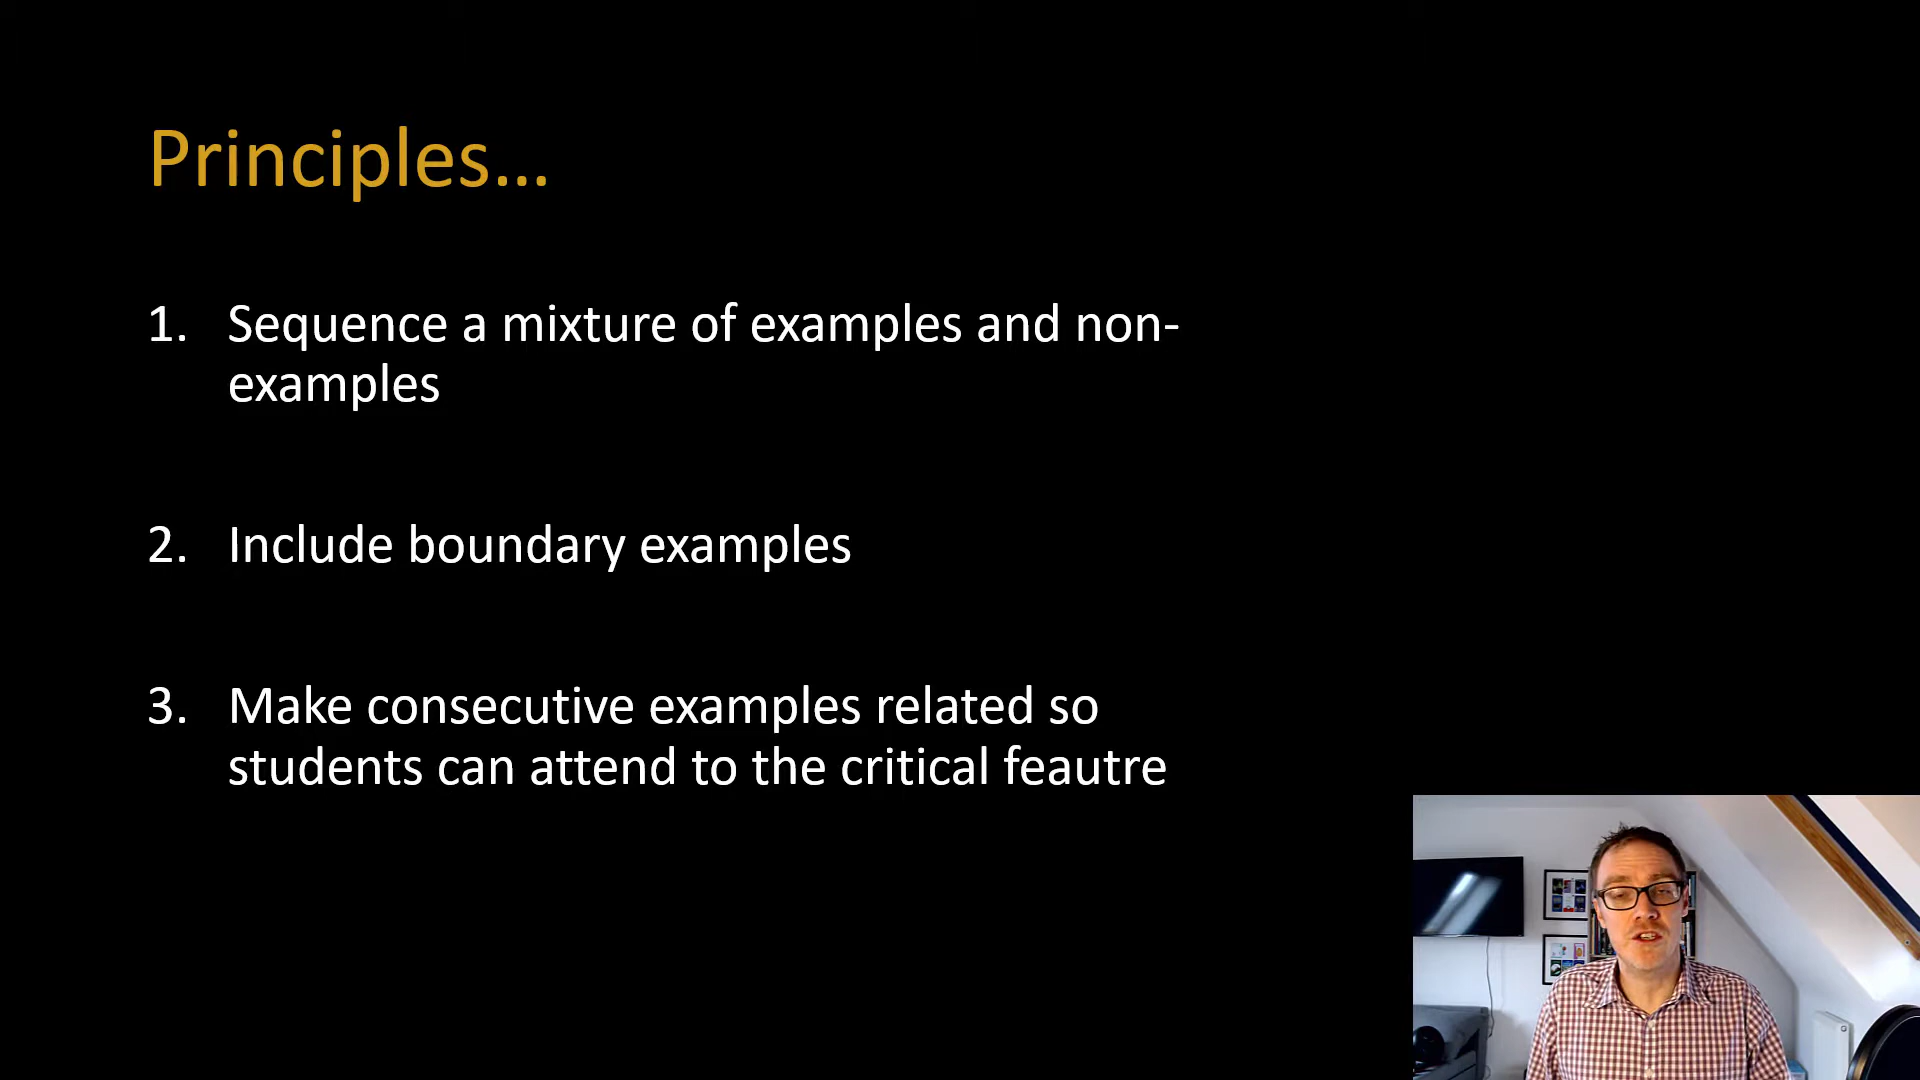 Principles...
1. Sequence a mixture of examples and non-
examples
2. Include boundary examples
3. Make consecutive examples related so
students can attend to the critical feautre